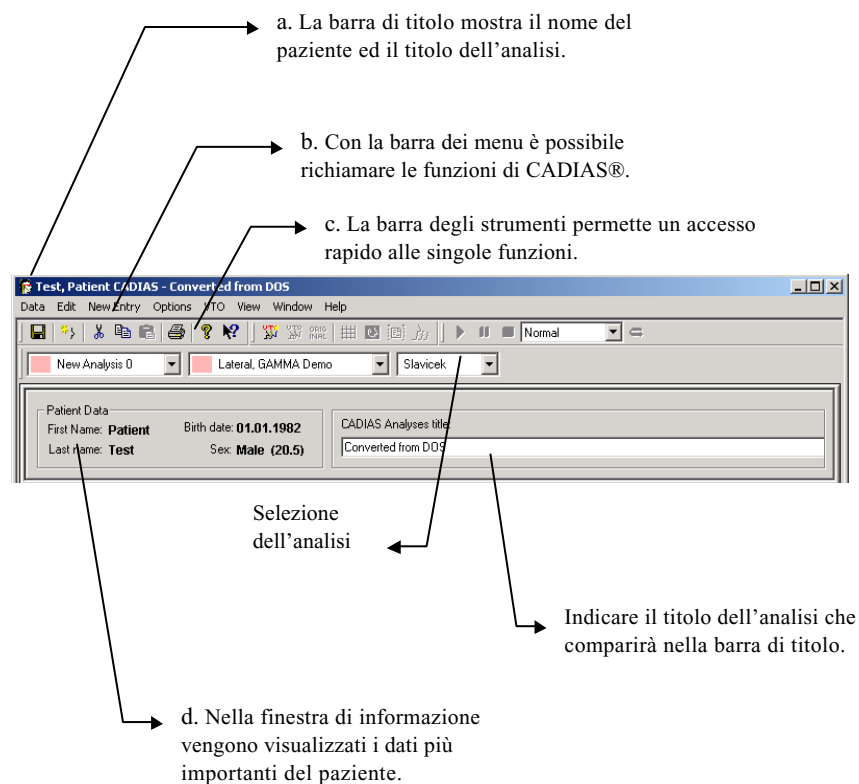 a. La barra di titolo mostra il nome del
paziente ed il titolo dell'analisi.
b. Con la barra dei menu è possibile
richiamare le funzioni di CADIAS®.
c. La barra degli strumenti permette un accesso
rapido alle singole funzioni.
Test, Patient CADIAS - Converted from DOS
Data Edit New Entry Options VTO View Window Help
VTO VTO ORIG INAL Normal
New Analysis 0 Lateral, GAMMA Demo Slavicek
Patient Data
First Name: Patient Birth date: 01.01.1982
Last name: Test Sex: Male (20.5)
CADIAS Analyses title:
Converted from DOS
Selezione
dell'analisi
Indicare il titolo dell'analisi che
comparirà nella barra di titolo.
d. Nella finestra di informazione
vengono visualizzati i dati più
importanti del paziente.